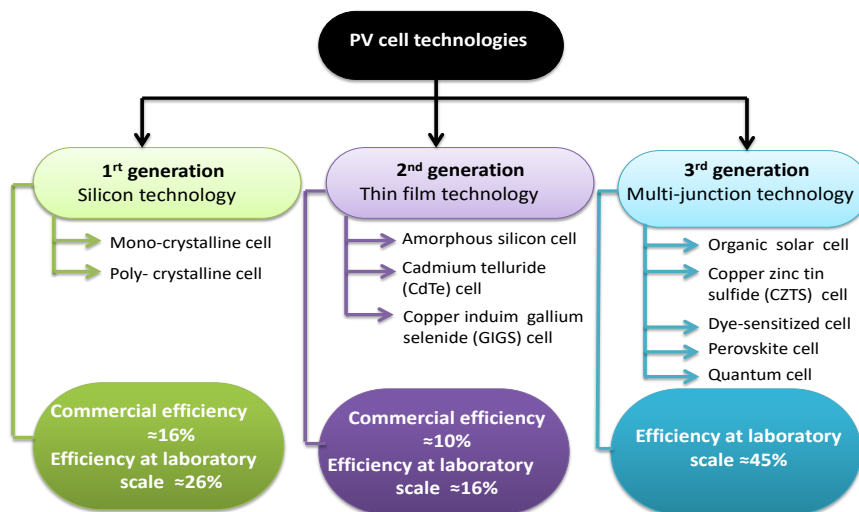 PV cell technologies
1rt generation
Silicon technology
Mono-crystalline cell
Poly- crystalline cell
Commercial efficiency
≈16%
Efficiency at laboratory
scale ≈26%
2nd generation
Thin film technology
Amorphous silicon cell
Cadmium telluride
(CdTe) cell
Copper induim gallium
selenide (GIGS) cell
Commercial efficiency
≈10%
Efficiency at laboratory
scale ≈16%
3rd generation
Multi-junction technology
Organic solar cell
Copper zinc tin
sulfide (CZTS) cell
Dye-sensitized cell
Perovskite cell
Quantum cell
Efficiency at laboratory
scale ≈45%